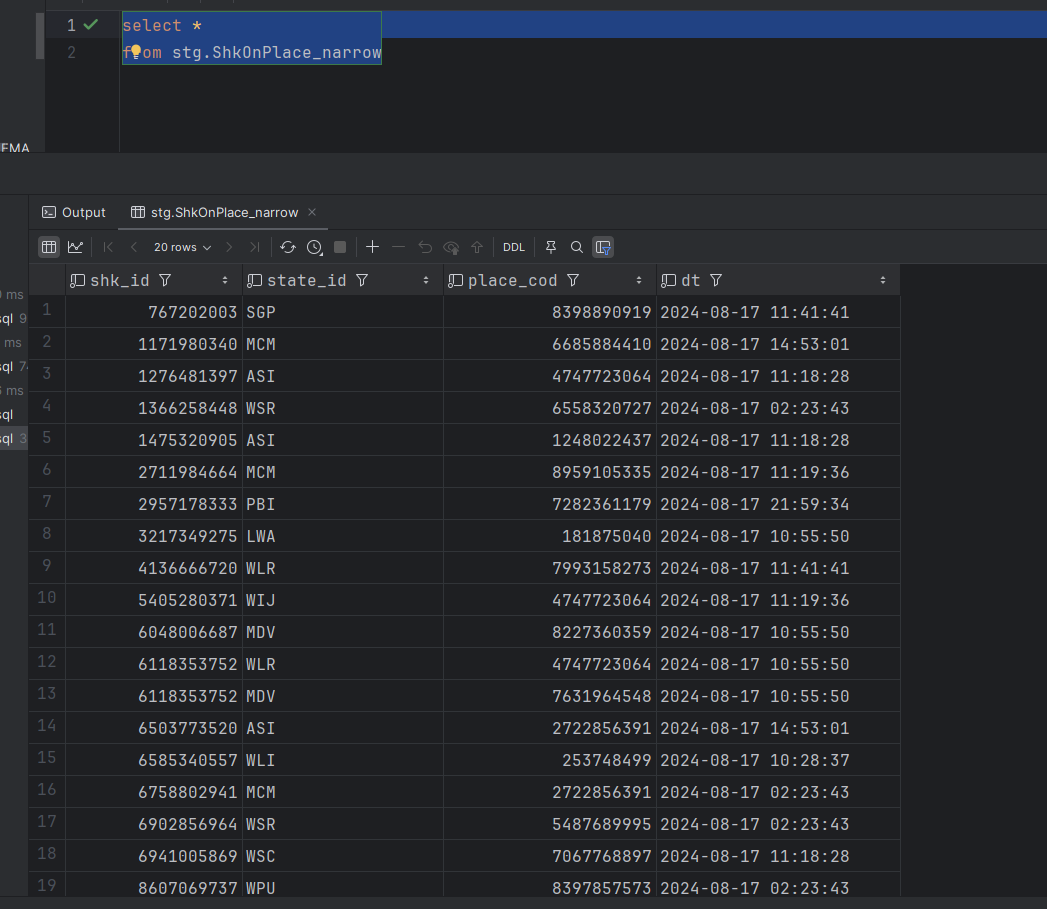 1 select *
2 from stg.ShkOnPlace_narrow
EMA
Output stg.ShkOnPlace_narrow
20 rows DDL
shk_id state_id place_cod dt
ms
1 767202003 SGP 8398890919 2024-08-17 11:41:41
sql 9
2 1171980340 MCM 6685884410 2024-08-17 14:53:01
ms
3 1276481397 ASI 4747723064 2024-08-17 11:18:28
sql 74
4 1366258448 WSR 6558320727 2024-08-17 02:23:43
ms
sql
5 1475320905 ASI 1248022437 2024-08-17 11:18:28
sql 3
6 2711984664 MCM 8959105335 2024-08-17 11:19:36
7 2957178333 PBI 7282361179 2024-08-17 21:59:34
8 3217349275 LWA 181875040 2024-08-17 10:55:50
9 4136666720 WLR 7993158273 2024-08-17 11:41:41
10 5405280371 WIJ 4747723064 2024-08-17 11:19:36
11 6048006687 MDV 8227360359 2024-08-17 10:55:50
12 6118353752 WLR 4747723064 2024-08-17 10:55:50
13 6118353752 MDV 7631964548 2024-08-17 10:55:50
14 6503773520 ASI 2722856391 2024-08-17 14:53:01
15 6585340557 WLI 253748499 2024-08-17 10:28:37
16 6758802941 MCM 2722856391 2024-08-17 02:23:43
17 6902856964 WSR 5487689995 2024-08-17 02:23:43
18 6941005869 WSC 7067768897 2024-08-17 11:18:28
19 8607069737 WPU 8397857573 2024-08-17 02:23:43